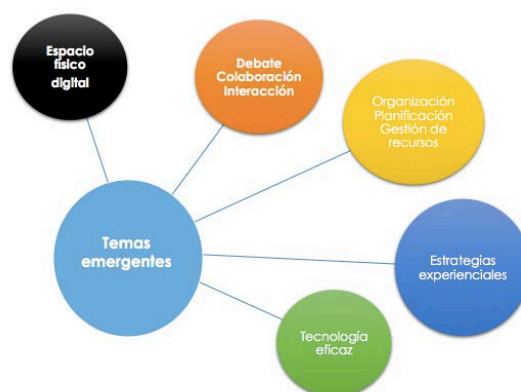 Espacio
físico
digital
Debate
Colaboración
Interacción
Organización
Planificación
Gestión de
recursos
Temas
emergentes
Estrategias
experienciales
Tecnología
eficaz